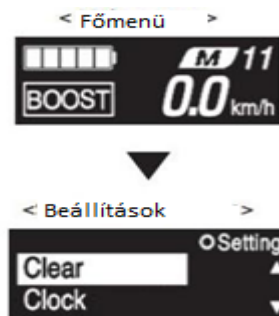 < Főmenü >
M 11
BOOST 0.0 km/h
< Beállítások >
Setting
Clear
Clock